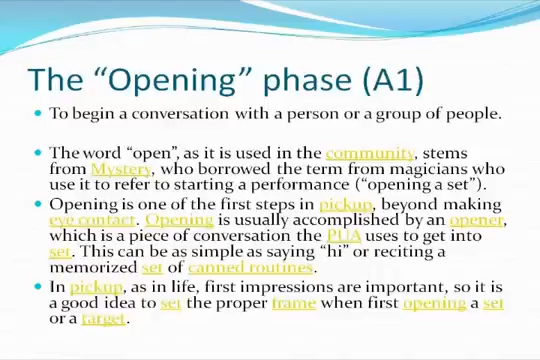 The “Opening” phase (A1)
• To begin a conversation with a person or a group of people.
• The word “open”, as it is used in the community, stems
from Mystery, who borrowed the term from magicians who
use it to refer to starting a performance (“opening a set”).
• Opening is one of the first steps in pickup, beyond making
eye contact. Opening is usually accomplished by an opener,
which is a piece of conversation the PUA uses to get into
set. This can be as simple as saying “hi” or reciting a
memorized set of canned routines.
• In pickup, as in life, first impressions are important, so it is
a good idea to set the proper frame when first opening a set
or a target.